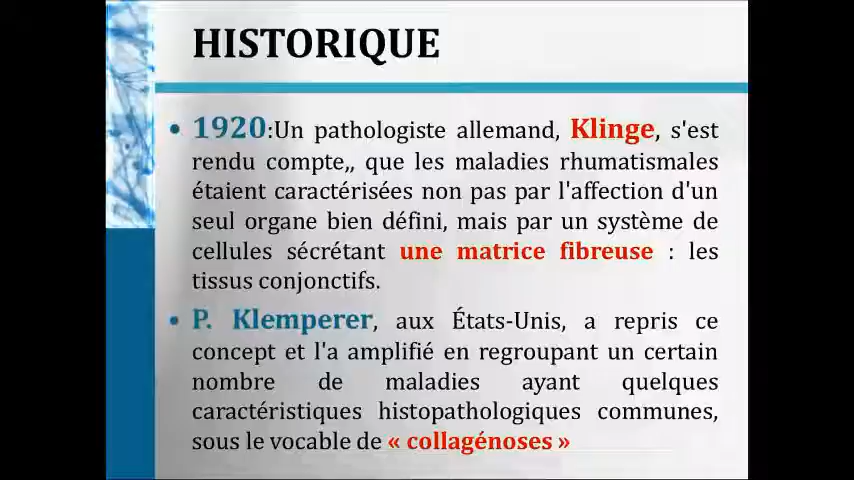 HISTORIQUE
• 1920:Un pathologiste allemand, Klinge, s'est
rendu compte,, que les maladies rhumatismales
étaient caractérisées non pas par l'affection d'un
seul organe bien défini, mais par un système de
cellules sécrétant une matrice fibreuse : les
tissus conjonctifs.
• P. Klemperer, aux États-Unis, a repris ce
concept et l'a amplifié en regroupant un certain
nombre de maladies ayant quelques
caractéristiques histopathologiques communes,
sous le vocable de « collagénoses »